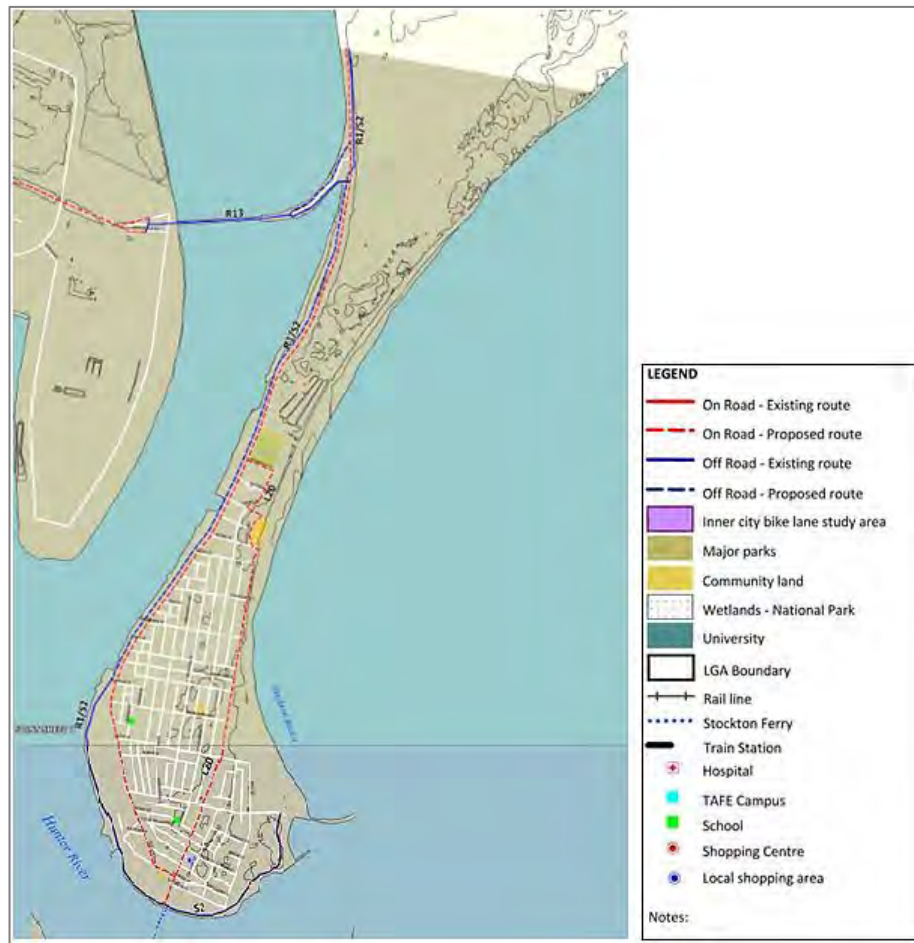 R1/S2
R13
R1/S2
L20
R1/S2
L20
Hunter River
S2
LEGEND
On Road - Existing route
On Road - Proposed route
Off Road - Existing route
Off Road - Proposed route
Inner city bike lane study area
Major parks
Community land
Wetlands - National Park
University
LGA Boundary
Rail line
Stockton Ferry
Train Station
Hospital
TAFE Campus
School
Shopping Centre
Local shopping area
Notes: